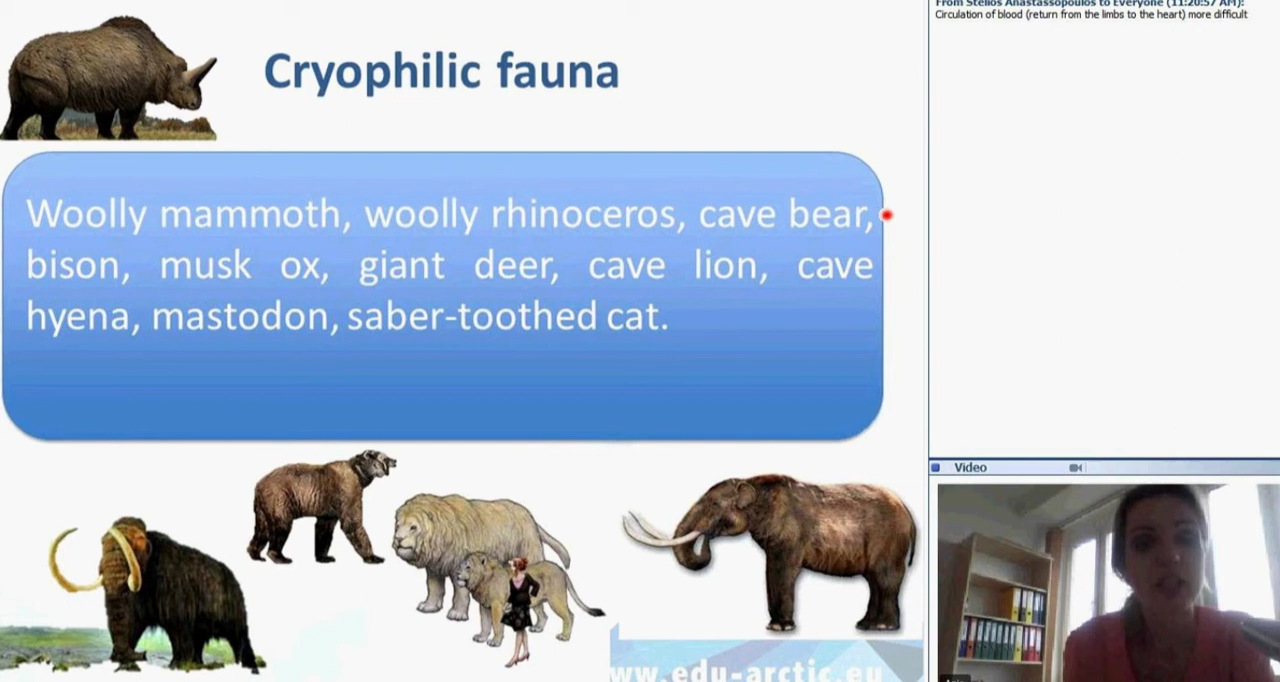 Cryophilic fauna
Woolly mammoth, woolly rhinoceros, cave bear,
bison, musk ox, giant deer, cave lion, cave
hyena, mastodon, saber-toothed cat.
www.edu-arctic.eu
From Stelios Anastassopoulos to Everyone (11:20:57 AM):
Circulation of blood (return from the limbs to the heart) more difficult
Video